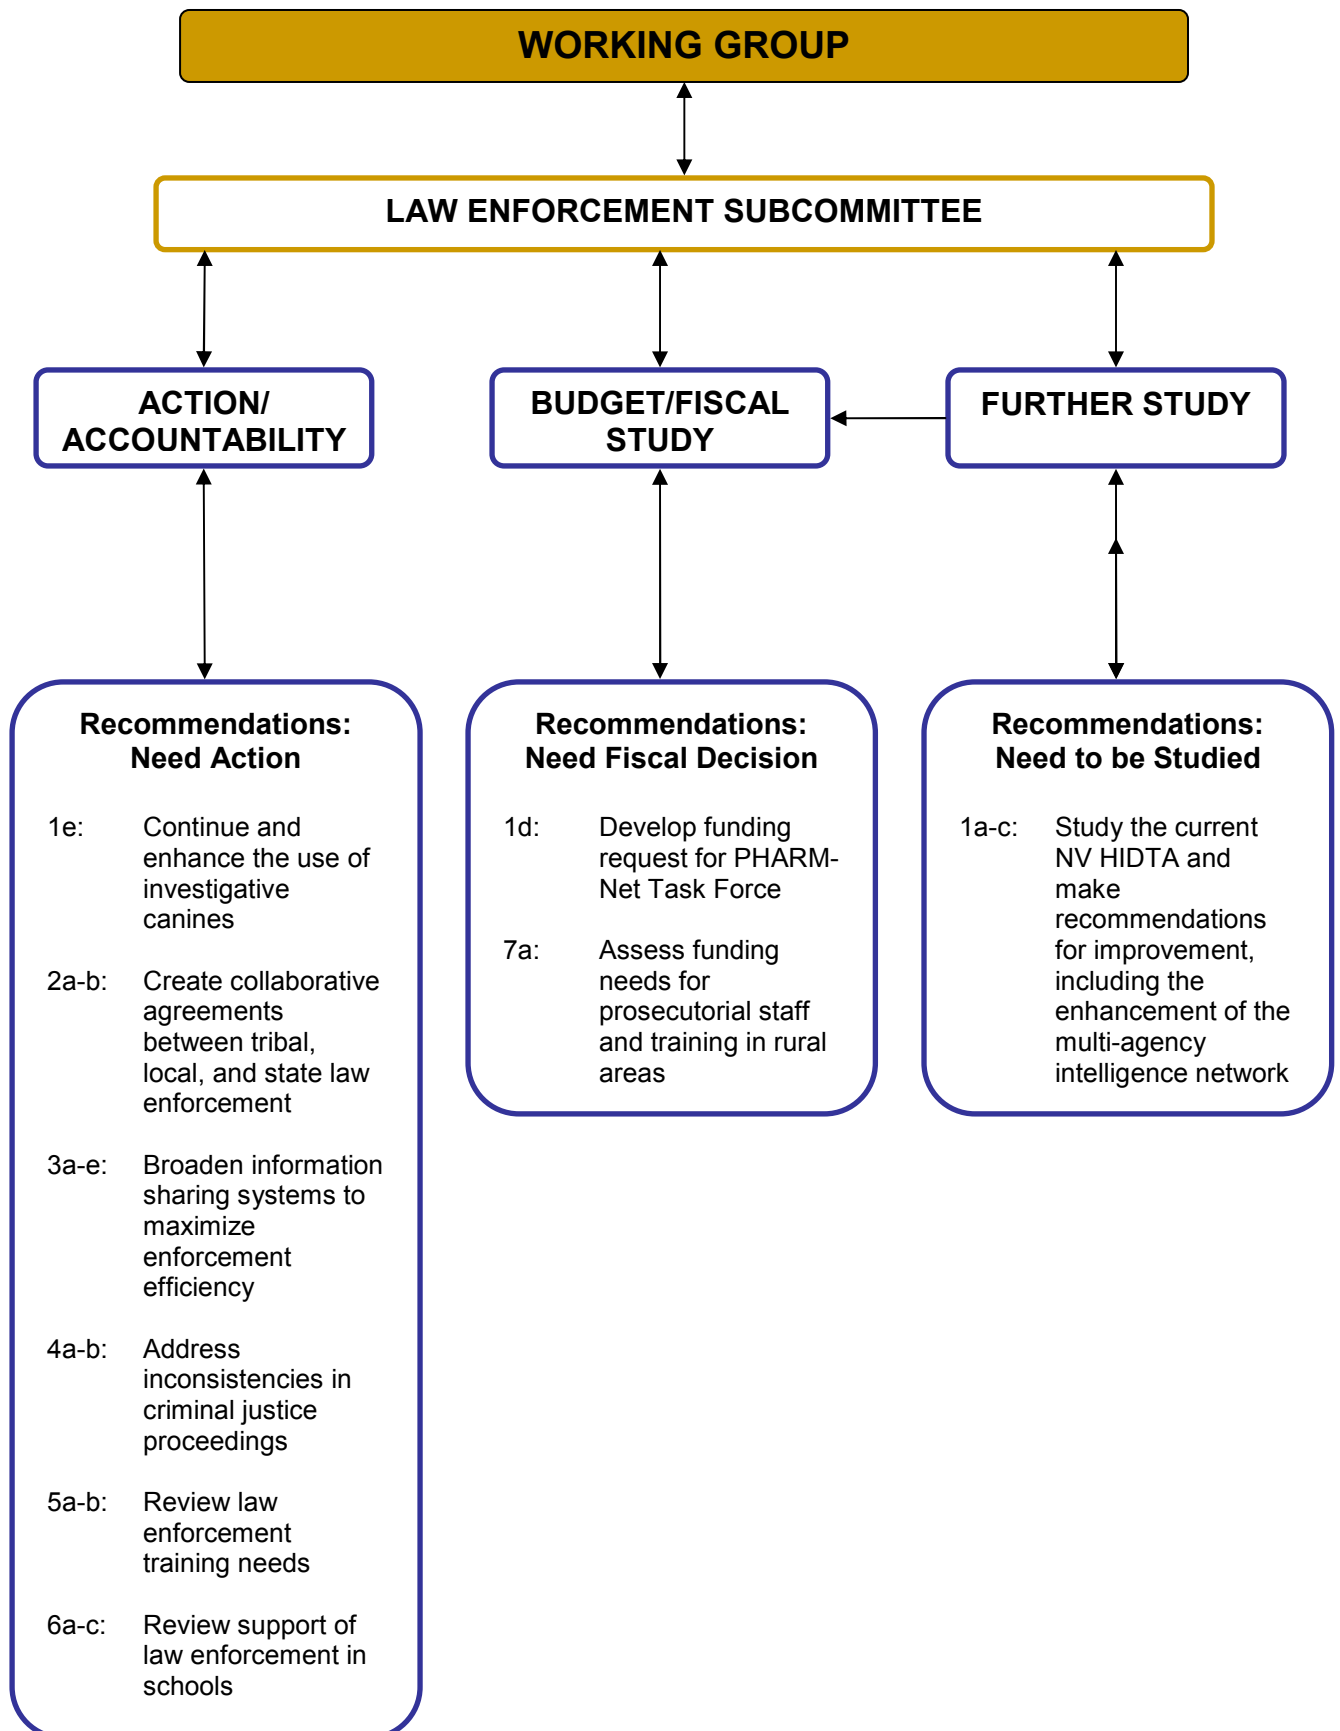 WORKING GROUP
LAW ENFORCEMENT SUBCOMMITTEE
ACTION/
ACCOUNTABILITY
BUDGET/FISCAL
STUDY
FURTHER STUDY
Recommendations:
Need Action
1e: Continue and
enhance the use of
investigative
canines
2a-b: Create collaborative
agreements
between tribal,
local, and state law
enforcement
3a-e: Broaden information
sharing systems to
maximize
enforcement
efficiency
4a-b: Address
inconsistencies in
criminal justice
proceedings
5a-b: Review law
enforcement
training needs
6a-c: Review support of
law enforcement in
schools
Recommendations:
Need Fiscal Decision
1d: Develop funding
request for PHARM-
Net Task Force
7a: Assess funding
needs for
prosecutorial staff
and training in rural
areas
Recommendations:
Need to be Studied
1a-c: Study the current
NV HIDTA and
make
recommendations
for improvement,
including the
enhancement of the
multi-agency
intelligence network